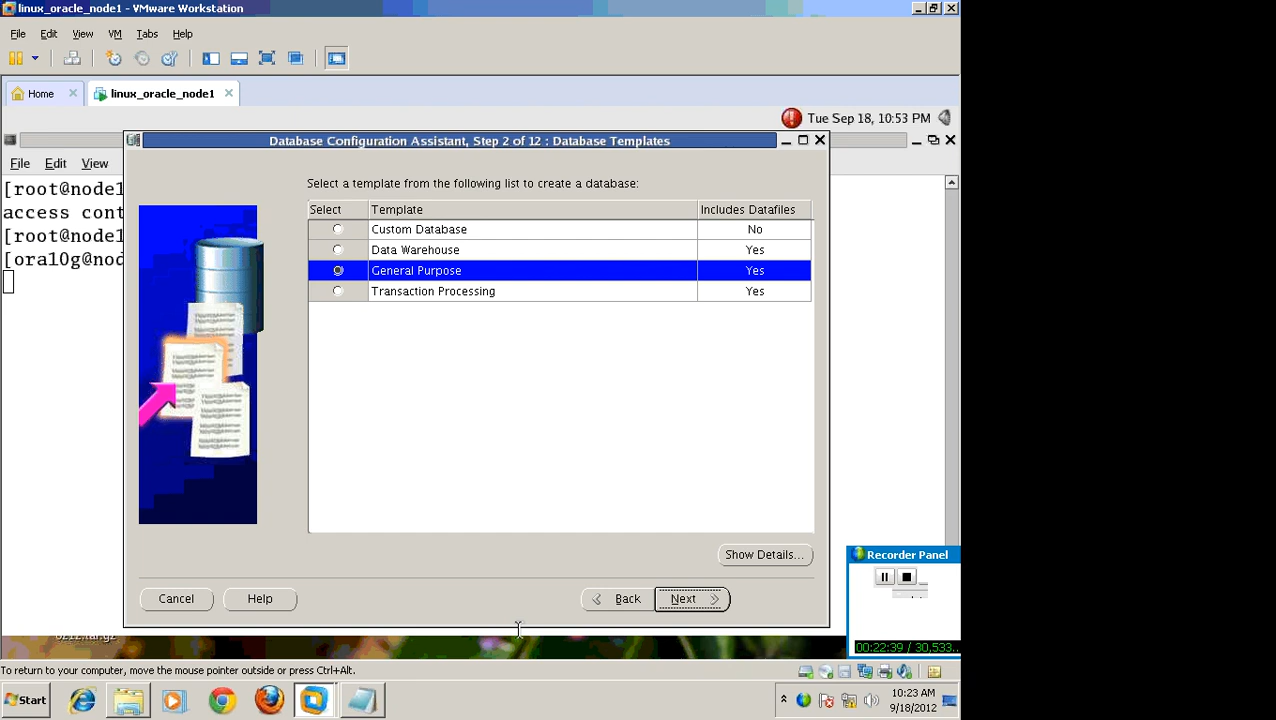 linux_oracle_node1 - VMware Workstation
File Edit View VM Tabs Help
Home
linux_oracle_node1
Tue Sep 18, 10:53 PM
Database Configuration Assistant, Step 2 of 12 : Database Templates
File Edit View
[root@node1
access cont
[root@node1
[ora10g@nod
Select a template from the following list to create a database:
Select Template Includes Datafiles
Custom Database No
Data Warehouse Yes
General Purpose Yes
Transaction Processing Yes
Show Details...
Cancel Help Back Next
Recorder Panel
00:22:39 / 30,533...
To return to your computer, move the mouse pointer outside or press Ctrl+Alt.
Start
10:23 AM
9/18/2012